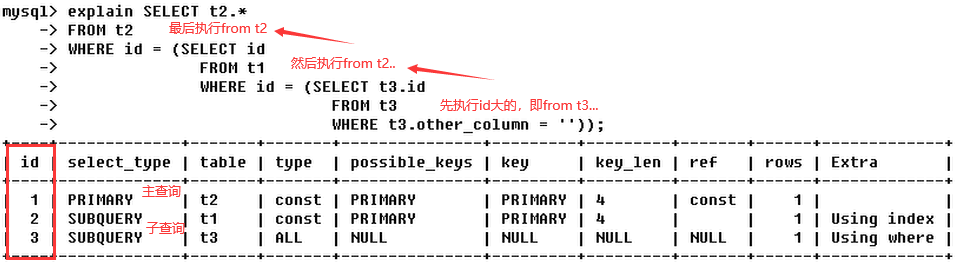 mysql> explain SELECT t2.*
-> FROM t2 最后执行from t2
-> WHERE id = (SELECT id
-> FROM t1 然后执行from t2..
-> WHERE id = (SELECT t3.id
-> FROM t3 先执行id大的，即from t3...
-> WHERE t3.other_column = ''));
| id | select_type | table | type | possible_keys | key | key_len | ref | rows | Extra |
| 1 | PRIMARY 主查询 | t2 | const | PRIMARY | PRIMARY | 4 | const | 1 | |
| 2 | SUBQUERY 子查询 | t1 | const | PRIMARY | PRIMARY | 4 | | 1 | Using index |
| 3 | SUBQUERY | t3 | ALL | NULL | NULL | NULL | NULL | 1 | Using where |